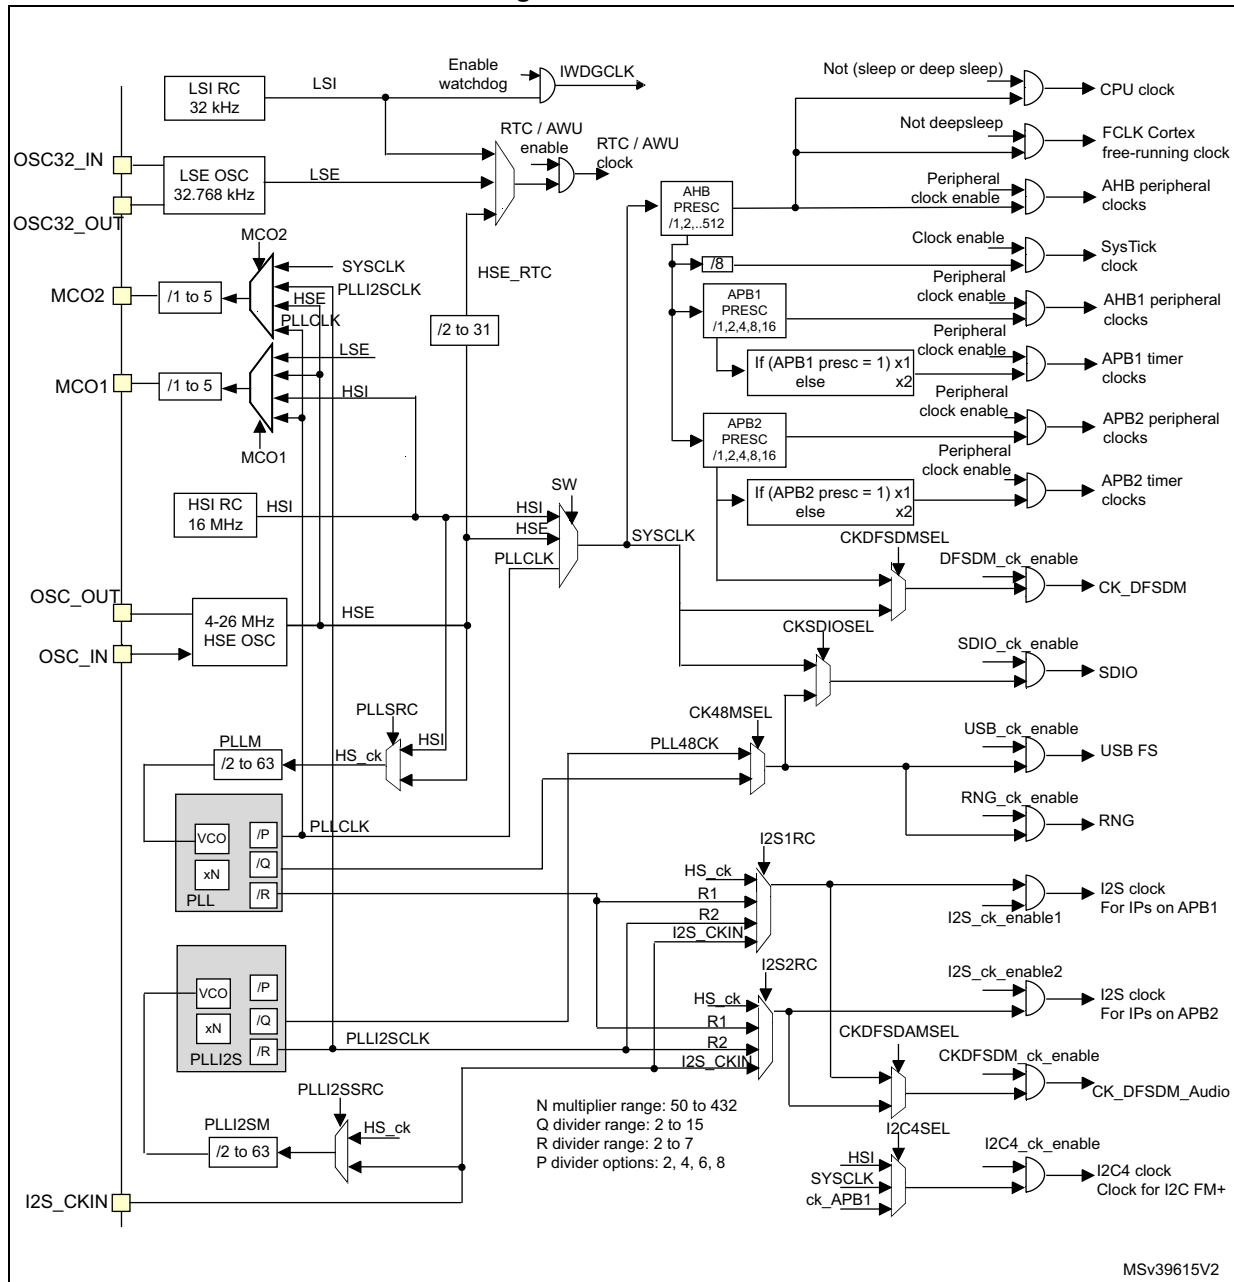 LSI RC
32 kHz
LSI
Enable
watchdog
IWDGCLK
Not (sleep or deep sleep)
CPU clock
Not deepsleep
FCLK Cortex
free-running clock
OSC32_IN
OSC32_OUT
LSE OSC
32.768 kHz
LSE
RTC / AWU
enable
RTC / AWU
clock
AHB
PRESC
/1,2,..512
Peripheral
clock enable
AHB peripheral
clocks
Clock enable
SysTick
clock
/8
MCO2
SYSCLK
PLLI2SCLK
HSE
PLLCLK
MCO2
/1 to 5
HSE_RTC
/2 to 31
APB1
PRESC
/1,2,4,8,16
Peripheral
clock enable
AHB1 peripheral
clocks
Peripheral
clock enable
If (APB1 presc = 1) x1
else x2
APB1 timer
clocks
LSE
MCO1
/1 to 5
HSI
MCO1
APB2
PRESC
/1,2,4,8,16
Peripheral
clock enable
APB2 peripheral
clocks
Peripheral
clock enable
If (APB2 presc = 1) x1
else x2
APB2 timer
clocks
HSI RC
16 MHz
HSI
SW
HSI
HSE
PLLCLK
SYSCLK
CKDFSDMSEL
DFSDM_ck_enable
CK_DFSDM
OSC_OUT
OSC_IN
4-26 MHz
HSE OSC
HSE
CKSDIOSEL
SDIO_ck_enable
SDIO
PLLSRC
HSI
HS_ck
PLLM
/2 to 63
CK48MSEL
PLL48CK
USB_ck_enable
USB FS
RNG_ck_enable
RNG
VCO
xN
PLL
/P
/Q
/R
PLLCLK
I2S1RC
HS_ck
R1
R2
I2S_CKIN
I2S clock
For IPs on APB1
I2S_ck_enable1
VCO
xN
PLLI2S
/P
/Q
/R
PLLI2SCLK
I2S2RC
HS_ck
R1
R2
I2S_CKIN
I2S_ck_enable2
I2S clock
For IPs on APB2
CKDFSDAMSEL
CKDFSDM_ck_enable
CK_DFSDM_Audio
PLLI2SSRC
HS_ck
PLLI2SM
/2 to 63
N multiplier range: 50 to 432
Q divider range: 2 to 15
R divider range: 2 to 7
P divider options: 2, 4, 6, 8
I2C4SEL
HSI
SYSCLK
ck_APB1
I2C4_ck_enable
I2C4 clock
Clock for I2C FM+
I2S_CKIN
MSv39615V2